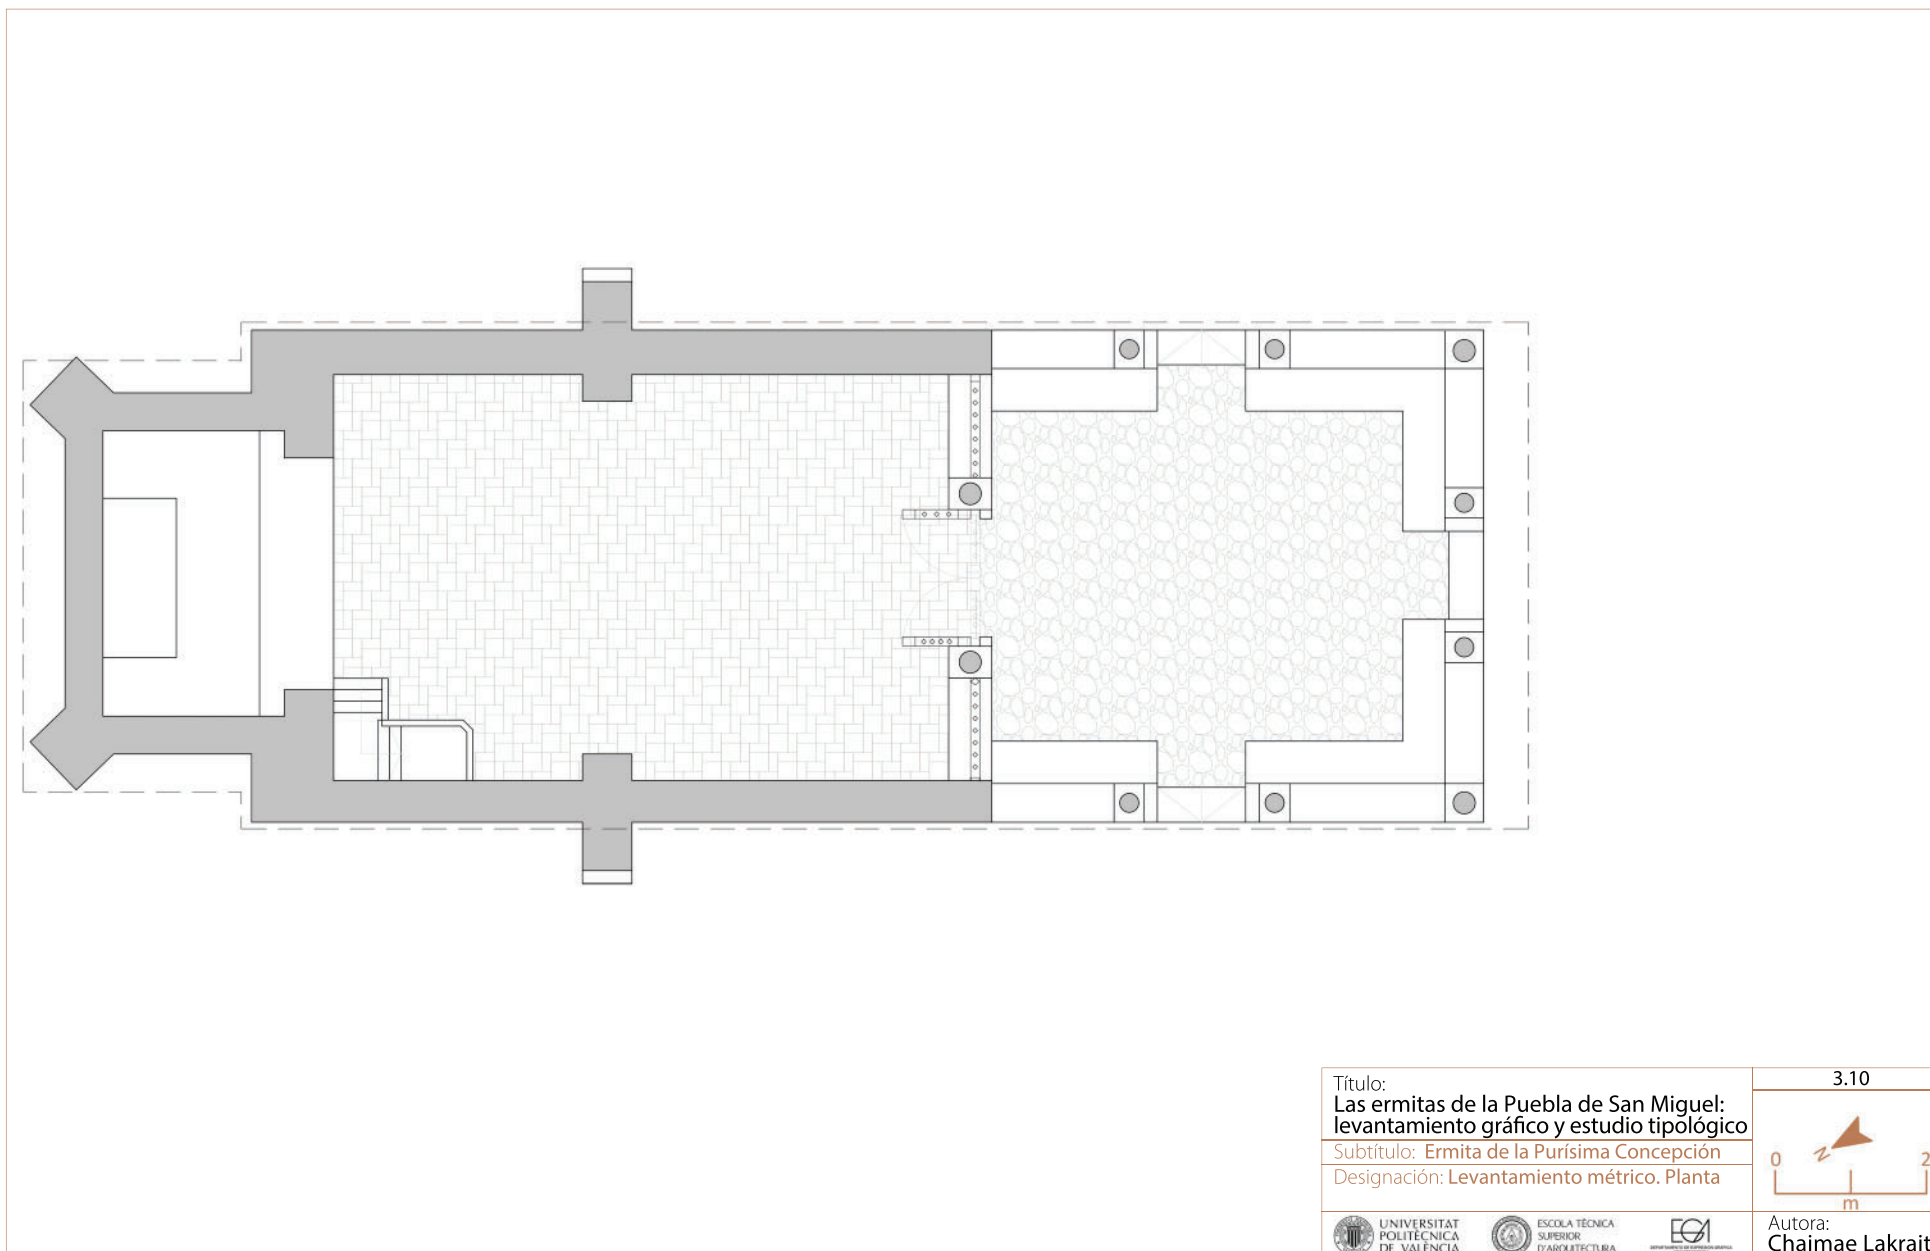 Título:
Las ermitas de la Puebla de San Miguel:
levantamiento gráfico y estudio tipológico
Subtítulo: Ermita de la Purísima Concepción
Designación: Levantamiento métrico. Planta
3.10
N
0 2
m
UNIVERSITAT
POLITÈCNICA
DE VALÈNCIA
ESCOLA TÈCNICA
SUPERIOR
D'ARQUITECTURA
EGA
Autora:
Chaimae Lakrait